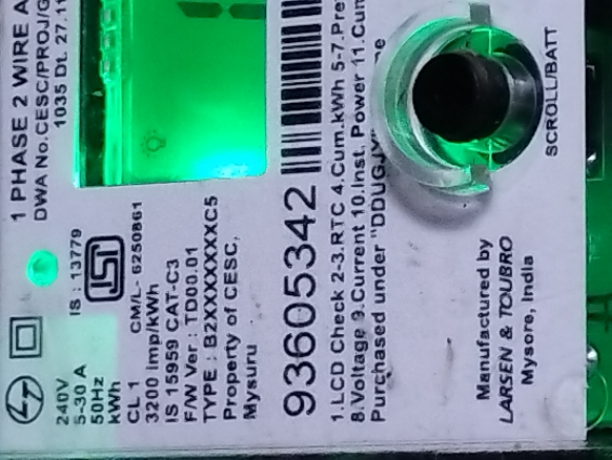 1 PHASE 2 WIRE A
DWA No.CESC/PROJ/G
1035 Dt. 27.11
IS : 13779
240V
5-30 A
50Hz
kWh
CL 1
CM/L- 6250861
3200 imp/kWh
IS 15959 CAT-C3
F/W Ver : TD00.01
TYPE : B2XXXXXXXXC5
Property of CESC,
Mysuru
93605342
1.LCD Check 2-3.RTC 4.Cum.kWh 5-7.Pre
8.Voltage 9.Current 10.Inst. Power 11.Cum
Purchased under "DDUGJY
SCROLL/BATT
Manufactured by
LARSEN & TOUBRO
Mysore, India